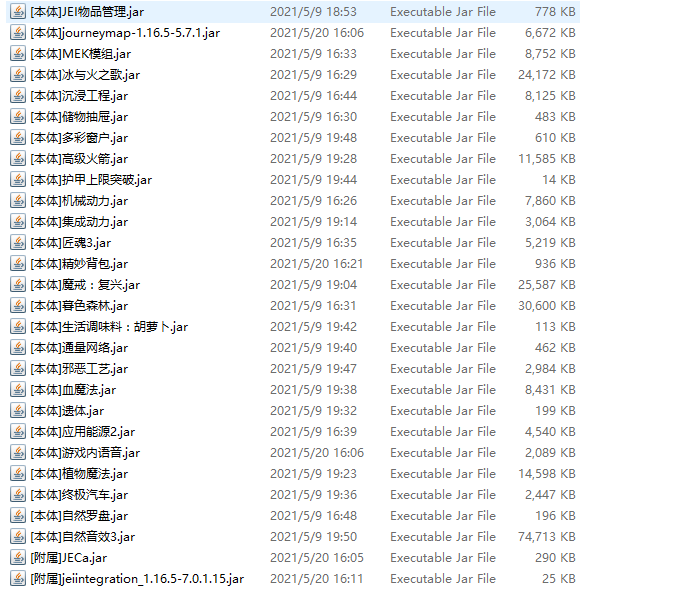 [本体]JEI物品管理.jar 2021/5/9 18:53 Executable Jar File 778 KB
[本体]journeymap-1.16.5-5.7.1.jar 2021/5/20 16:06 Executable Jar File 6,672 KB
[本体]MEK模组.jar 2021/5/9 16:33 Executable Jar File 8,752 KB
[本体]冰与火之歌.jar 2021/5/9 16:29 Executable Jar File 24,172 KB
[本体]沉浸工程.jar 2021/5/9 16:44 Executable Jar File 8,125 KB
[本体]储物抽屉.jar 2021/5/9 16:30 Executable Jar File 483 KB
[本体]多彩窗户.jar 2021/5/9 19:48 Executable Jar File 610 KB
[本体]高级火箭.jar 2021/5/9 19:28 Executable Jar File 11,585 KB
[本体]护甲上限突破.jar 2021/5/9 19:44 Executable Jar File 14 KB
[本体]机械动力.jar 2021/5/9 16:26 Executable Jar File 7,860 KB
[本体]集成动力.jar 2021/5/9 19:14 Executable Jar File 3,064 KB
[本体]匠魂3.jar 2021/5/9 16:35 Executable Jar File 5,219 KB
[本体]精妙背包.jar 2021/5/20 16:21 Executable Jar File 936 KB
[本体]魔戒：复兴.jar 2021/5/9 19:04 Executable Jar File 25,587 KB
[本体]暮色森林.jar 2021/5/9 16:31 Executable Jar File 30,600 KB
[本体]生活调味料：胡萝卜.jar 2021/5/9 19:42 Executable Jar File 113 KB
[本体]通量网络.jar 2021/5/9 19:40 Executable Jar File 462 KB
[本体]邪恶工艺.jar 2021/5/9 19:47 Executable Jar File 2,984 KB
[本体]血魔法.jar 2021/5/9 19:38 Executable Jar File 8,431 KB
[本体]遗体.jar 2021/5/9 19:32 Executable Jar File 199 KB
[本体]应用能源2.jar 2021/5/9 16:39 Executable Jar File 4,540 KB
[本体]游戏内语音.jar 2021/5/20 16:06 Executable Jar File 2,089 KB
[本体]植物魔法.jar 2021/5/9 19:23 Executable Jar File 14,598 KB
[本体]终极汽车.jar 2021/5/9 19:36 Executable Jar File 2,447 KB
[本体]自然罗盘.jar 2021/5/9 16:48 Executable Jar File 196 KB
[本体]自然音效3.jar 2021/5/9 19:50 Executable Jar File 74,713 KB
[附属]JECa.jar 2021/5/20 16:05 Executable Jar File 290 KB
[附属]jeiintegration_1.16.5-7.0.1.15.jar 2021/5/20 16:11 Executable Jar File 25 KB